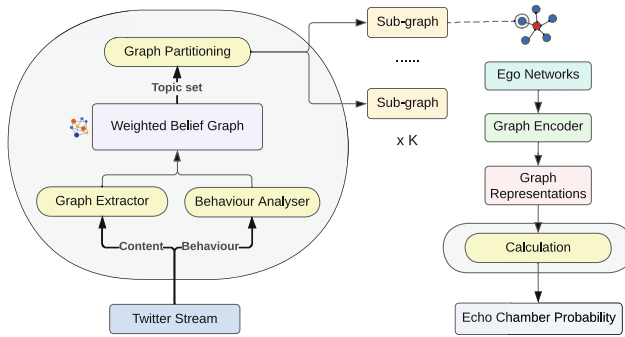 Graph Partitioning
Topic set
Weighted Belief Graph
Graph Extractor
Behaviour Analyser
Content
Behaviour
Twitter Stream
Sub-graph
......
Sub-graph
x K
Ego Networks
Graph Encoder
Graph
Representations
Calculation
Echo Chamber Probability